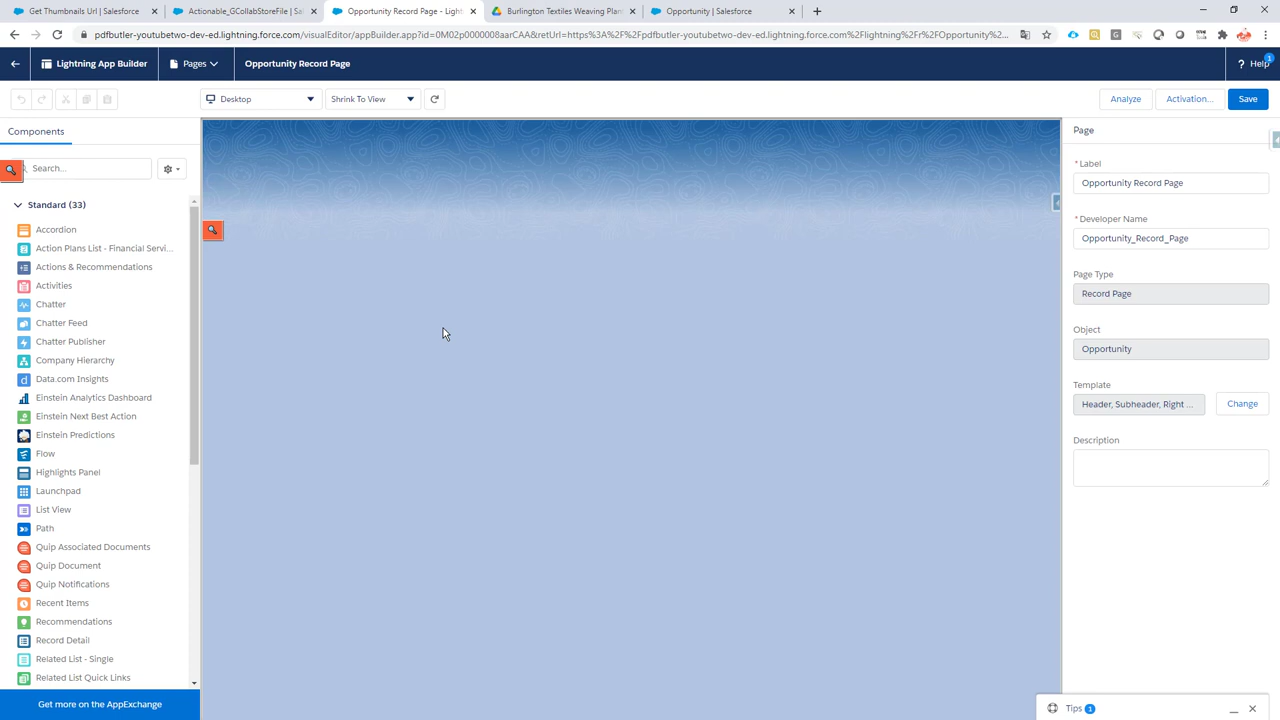 Get Thumbnails Url | Salesforce
Actionable_GCollabStoreFile | Sal
Opportunity Record Page - Light
Burlington Textiles Weaving Plan
Opportunity | Salesforce
pdfbutler-youtubetwo-dev-ed.lightning.force.com/visualEditor/appBuilder.app?id=0M02p0000008aarCAA&retUrl=https%3A%2F%2Fpdfbutler-youtubetwo-dev-ed.lightning.force.com%2Flightning%2Fr%2FOpportunity%2...
Lightning App Builder
Pages
Opportunity Record Page
Help
1
Desktop
Shrink To View
Analyze
Activation...
Save
Components
Search...
Standard (33)
Accordion
Action Plans List - Financial Servi...
Actions & Recommendations
Activities
Chatter
Chatter Feed
Chatter Publisher
Company Hierarchy
Data.com Insights
Einstein Analytics Dashboard
Einstein Next Best Action
Einstein Predictions
Flow
Highlights Panel
Launchpad
List View
Path
Quip Associated Documents
Quip Document
Quip Notifications
Recent Items
Recommendations
Record Detail
Related List - Single
Related List Quick Links
Get more on the AppExchange
Page
* Label
Opportunity Record Page
* Developer Name
Opportunity_Record_Page
Page Type
Record Page
Object
Opportunity
Template
Header, Subheader, Right ...
Change
Description
Tips 1